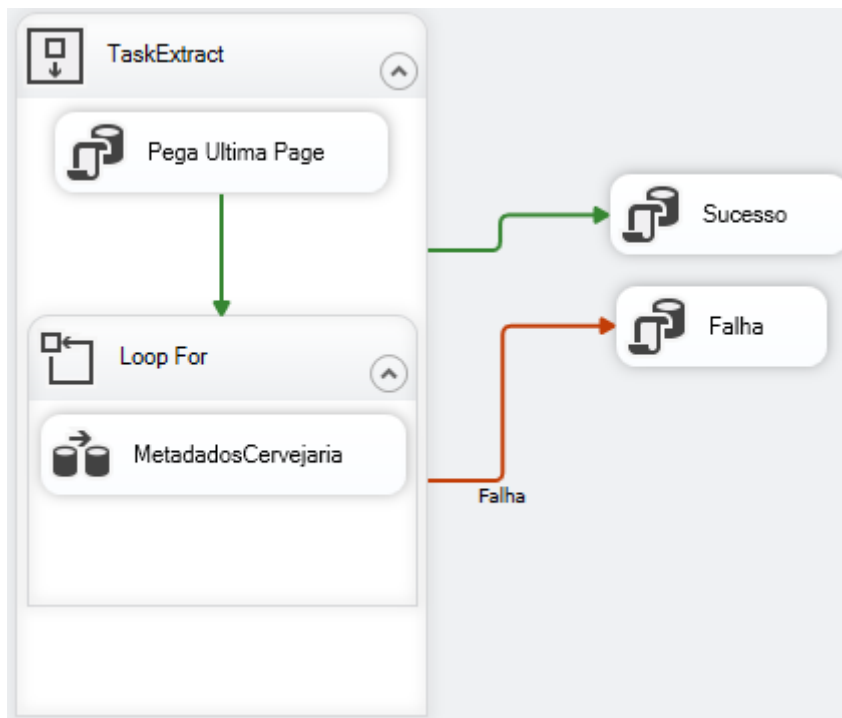 TaskExtract
Pega Ultima Page
Sucesso
Falha
Loop For
MetadadosCervejaria
Falha